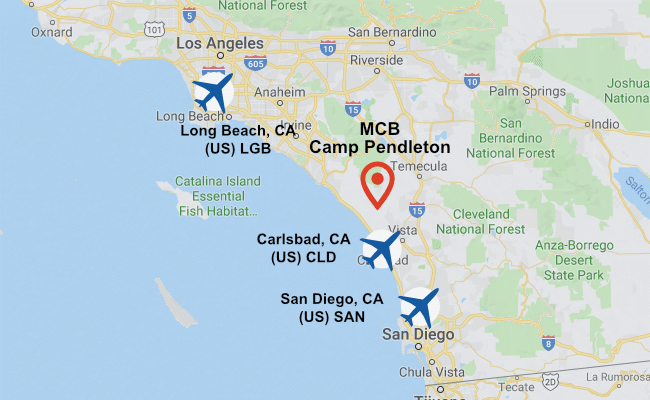 National Forest
Oxnard
5
101
Los Angeles
San Bernardino
10
605
Riverside
10
Anaheim
15
Palm Springs
Joshua
National
Long Beach
Long Beach, CA
(US) LGB
Irvine
MCB
Camp Pendleton
San
Bernardino
National Forest
Indio
Temecula
Catalina Island
Essential
Fish Habitat...
15
Salton
Cleveland
National Forest
Vista
Carlsbad, CA
(US) CLD
Anza-Borrego
Desert
State Park
San Diego, CA
(US) SAN
San Diego
8
Chula Vista
Tecate
2D
La Rumorosa
Tijuana